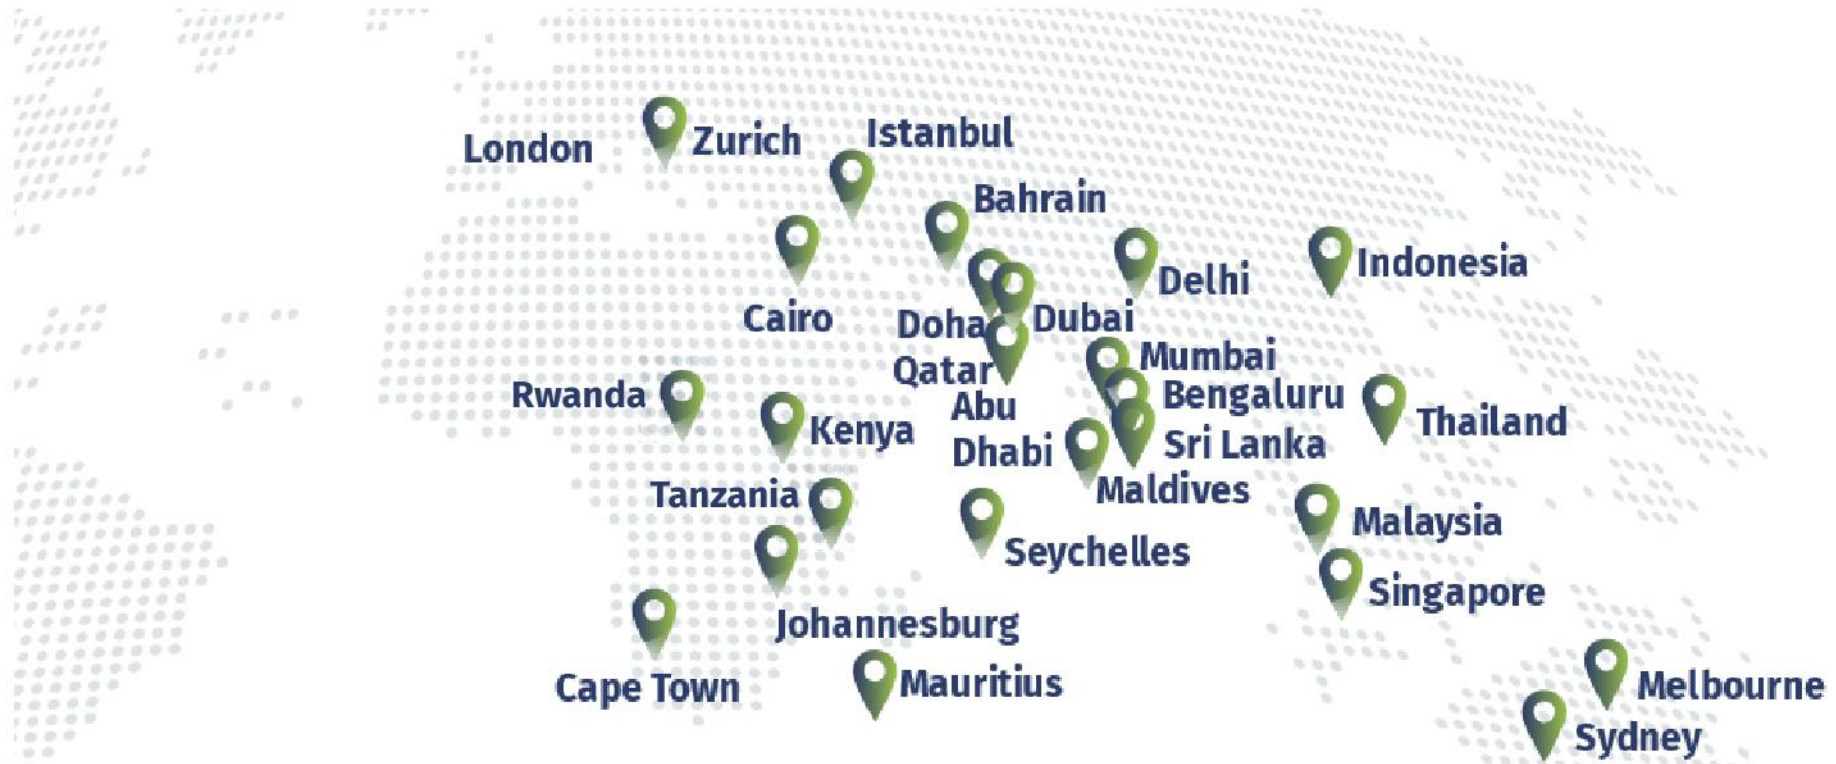 Istanbul
London
Zurich
Bahrain
Delhi
Indonesia
Cairo
Doha
Dubai
Qatar
Mumbai
Rwanda
Abu
Bengaluru
Kenya
Thailand
Dhabi
Sri Lanka
Tanzania
Maldives
Malaysia
Seychelles
Singapore
Johannesburg
Cape Town
Mauritius
Melbourne
Sydney